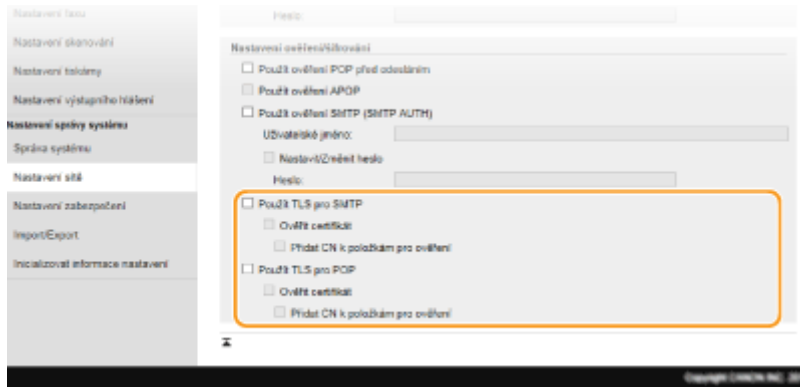 Nastavení faxu
Nastavení skenování
Nastavení tiskárny
Nastavení výstupního hlášení
Nastavení správy systému
Správa systému
Nastavení sítě
Nastavení zabezpečení
Import/Export
Inicializovat informace nastavení
Heslo:
Nastavení ověření/šifrování
Použít ověření POP před odesláním
Použít ověření APOP
Použít ověření SMTP (SMTP AUTH)
Uživatelské jméno:
Nastavit/Změnit heslo
Heslo:
Použít TLS pro SMTP
Ověřit certifikát
Přidat CN k položkám pro ověření
Použít TLS pro POP
Ověřit certifikát
Přidat CN k položkám pro ověření
Copyright CANON INC.